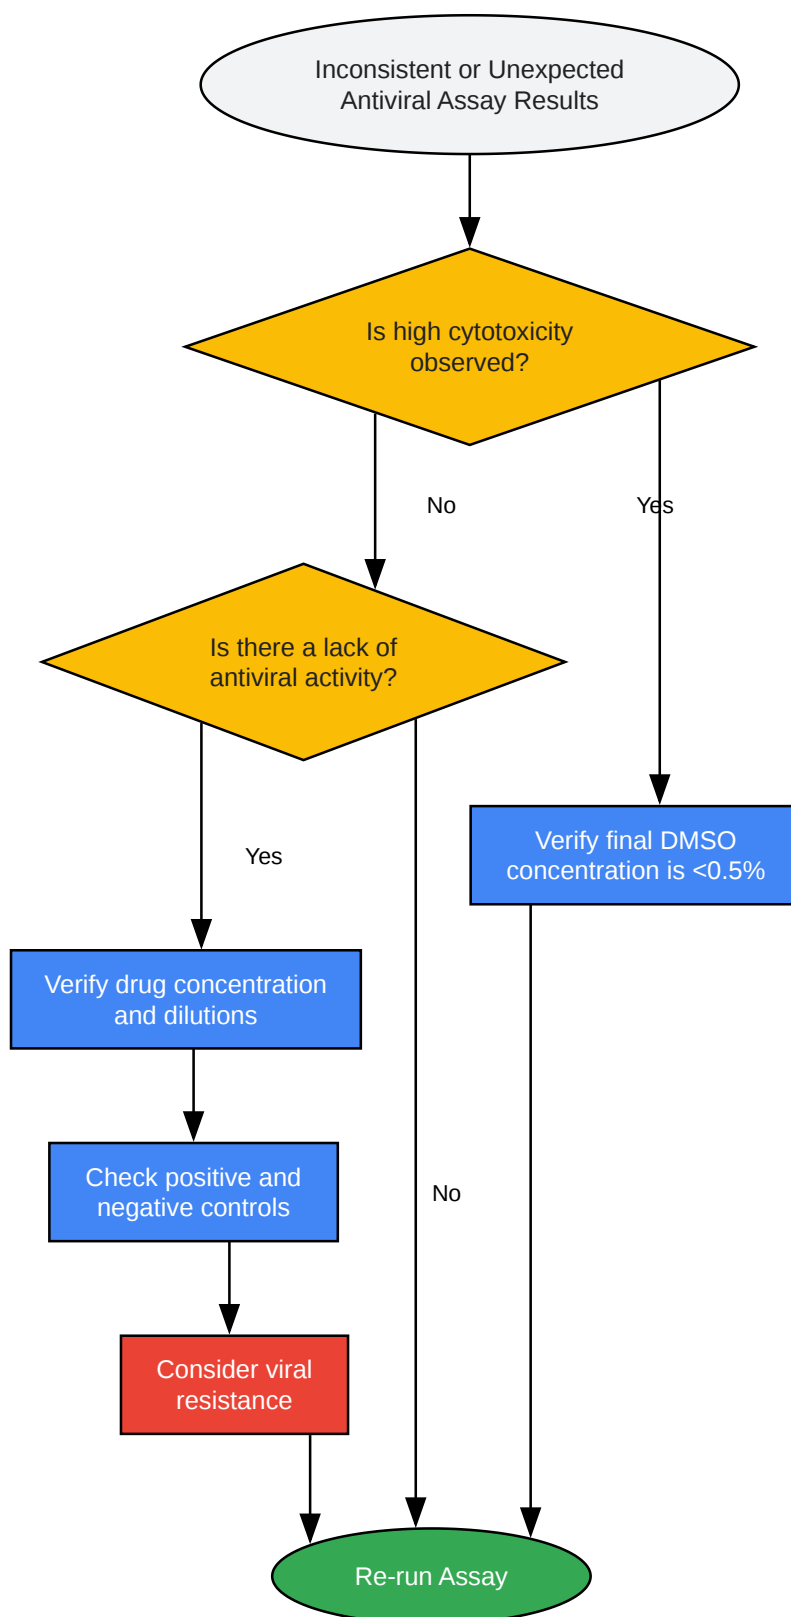 Inconsistent or Unexpected
Antiviral Assay Results
Is high cytotoxicity
observed?
No
Yes
Is there a lack of
antiviral activity?
Verify final DMSO
concentration is <0.5%
Yes
Verify drug concentration
and dilutions
Check positive and
negative controls
No
Consider viral
resistance
Re-run Assay